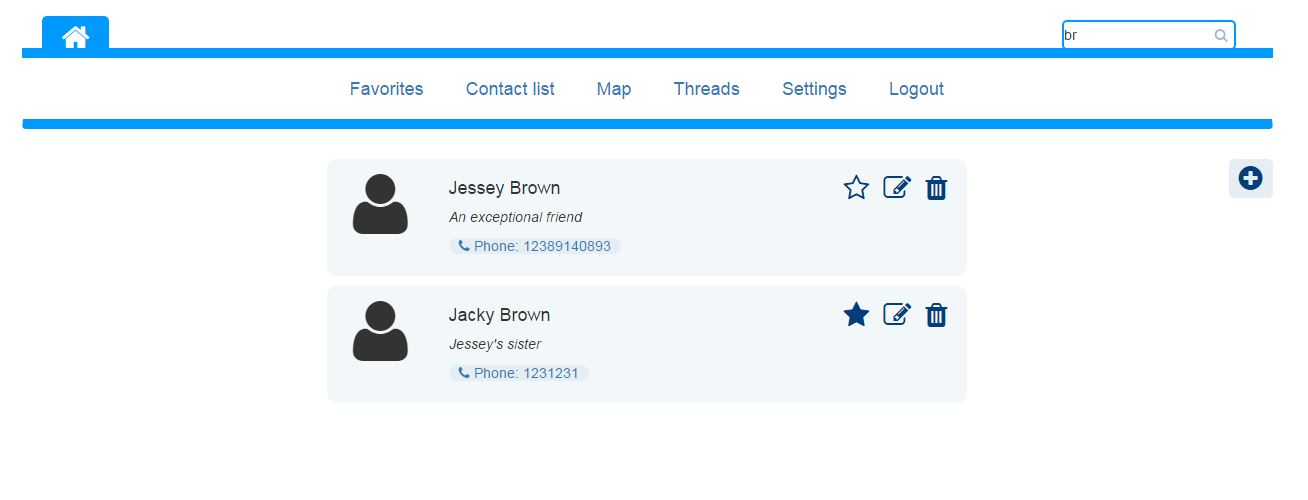 br
Favorites Contact list Map Threads Settings Logout
Jessey Brown
An exceptional friend
Phone: 12389140893
Jacky Brown
Jessey's sister
Phone: 1231231